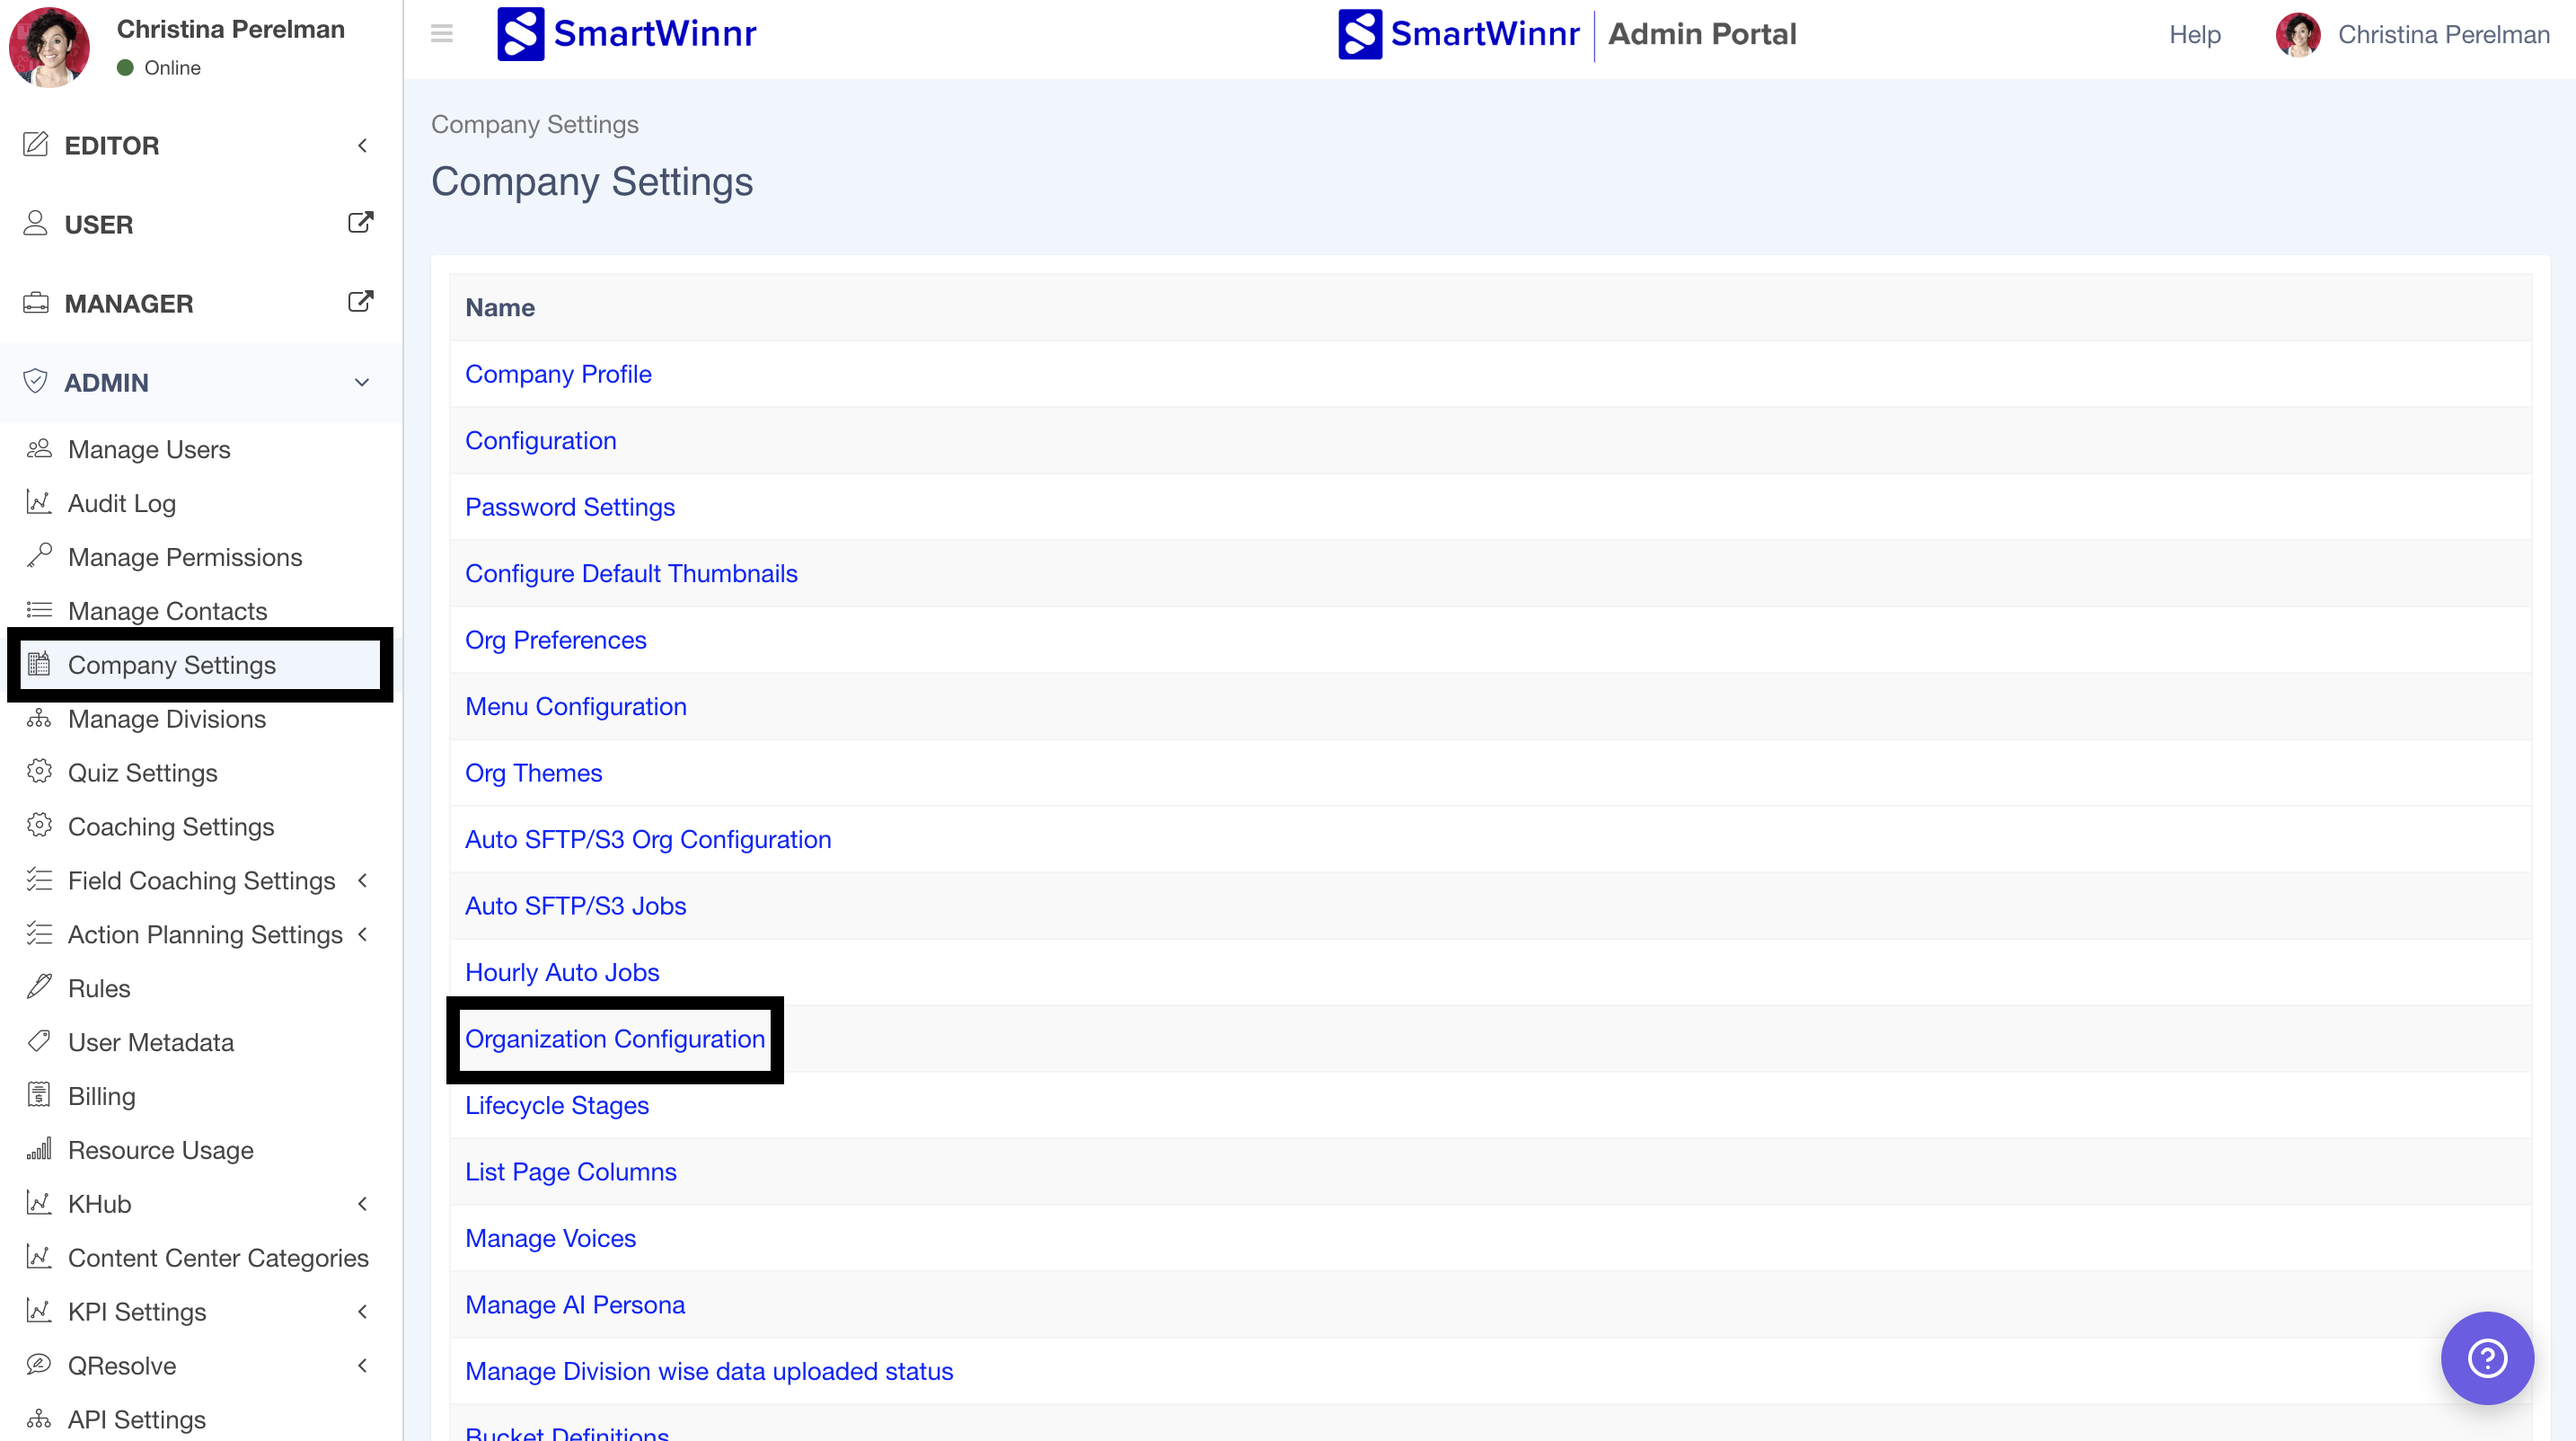 Christina Perelman
Online
EDITOR
USER
MANAGER
ADMIN
Manage Users
Audit Log
Manage Permissions
Manage Contacts
Company Settings
Manage Divisions
Quiz Settings
Coaching Settings
Field Coaching Settings
Action Planning Settings
Rules
User Metadata
Billing
Resource Usage
KHub
Content Center Categories
KPI Settings
QResolve
API Settings
SmartWinnr
SmartWinnr Admin Portal
Help
Christina Perelman
Company Settings
Company Settings
Name
Company Profile
Configuration
Password Settings
Configure Default Thumbnails
Org Preferences
Menu Configuration
Org Themes
Auto SFTP/S3 Org Configuration
Auto SFTP/S3 Jobs
Hourly Auto Jobs
Organization Configuration
Lifecycle Stages
List Page Columns
Manage Voices
Manage AI Persona
Manage Division wise data uploaded status
Bucket Definitions